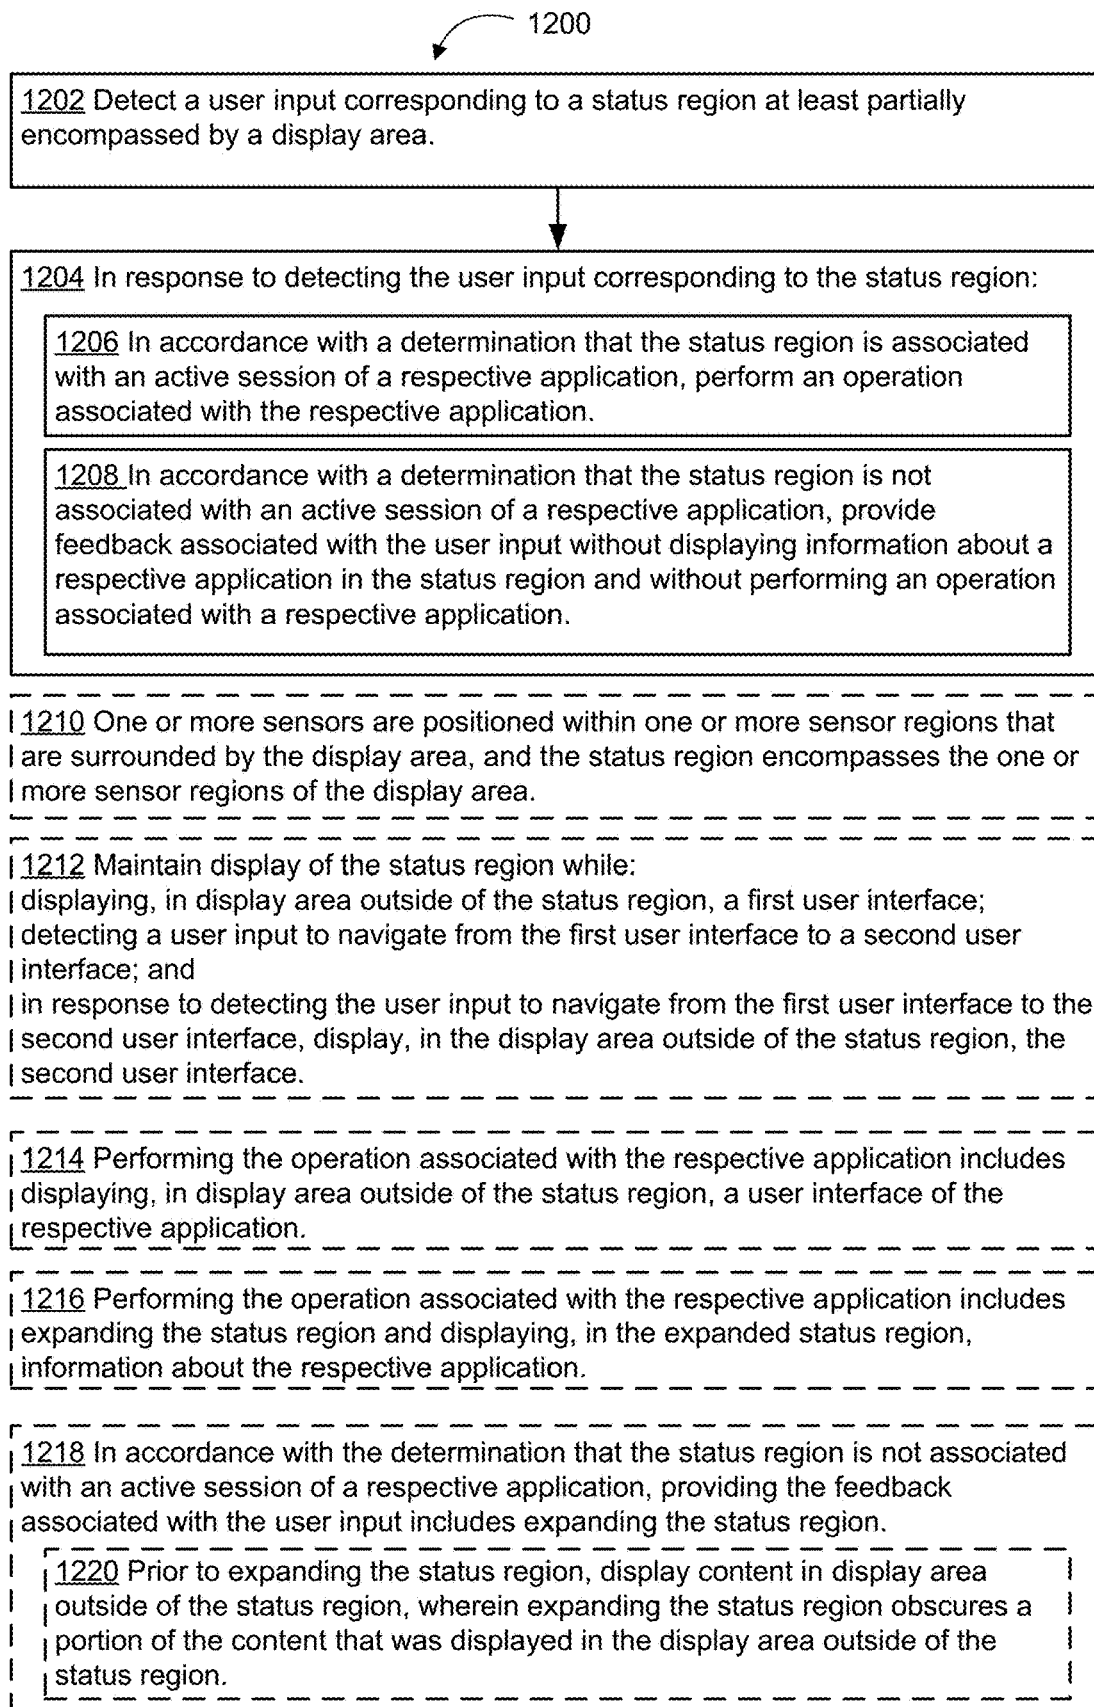 1200
1202 Detect a user input corresponding to a status region at least partially
encompassed by a display area.
1204 In response to detecting the user input corresponding to the status region:
1206 In accordance with a determination that the status region is associated
with an active session of a respective application, perform an operation
associated with the respective application.
1208 In accordance with a determination that the status region is not
associated with an active session of a respective application, provide
feedback associated with the user input without displaying information about a
respective application in the status region and without performing an operation
associated with a respective application.
1210 One or more sensors are positioned within one or more sensor regions that
are surrounded by the display area, and the status region encompasses the one or
more sensor regions of the display area.
1212 Maintain display of the status region while:
displaying, in display area outside of the status region, a first user interface;
detecting a user input to navigate from the first user interface to a second user
interface; and
in response to detecting the user input to navigate from the first user interface to the
second user interface, display, in the display area outside of the status region, the
second user interface.
1214 Performing the operation associated with the respective application includes
displaying, in display area outside of the status region, a user interface of the
respective application.
1216 Performing the operation associated with the respective application includes
expanding the status region and displaying, in the expanded status region,
information about the respective application.
1218 In accordance with the determination that the status region is not associated
with an active session of a respective application, providing the feedback
associated with the user input includes expanding the status region.
1220 Prior to expanding the status region, display content in display area
outside of the status region, wherein expanding the status region obscures a
portion of the content that was displayed in the display area outside of the
status region.